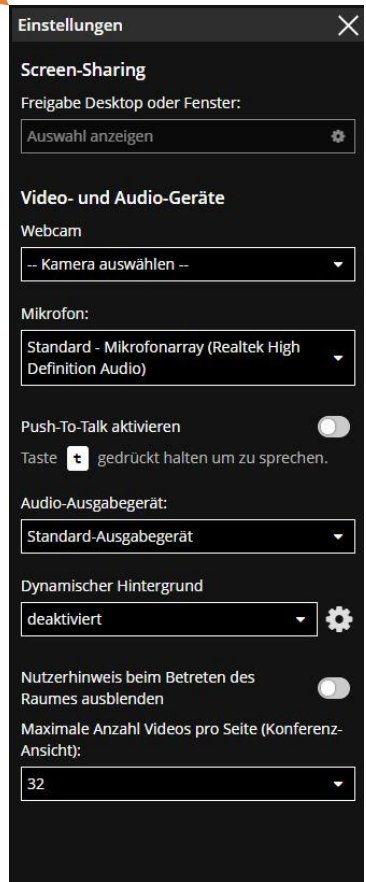 Einstellungen
Screen-Sharing
Freigabe Desktop oder Fenster:
Auswahl anzeigen
Video- und Audio-Geräte
Webcam
-- Kamera auswählen --
Mikrofon:
Standard - Mikrofonarray (Realtek High
Definition Audio)
Push-To-Talk aktivieren
Taste t gedrückt halten um zu sprechen.
Audio-Ausgabegerät:
Standard-Ausgabegerät
Dynamischer Hintergrund
deaktiviert
Nutzerhinweis beim Betreten des
Raumes ausblenden
Maximale Anzahl Videos pro Seite (Konferenz-
Ansicht):
32